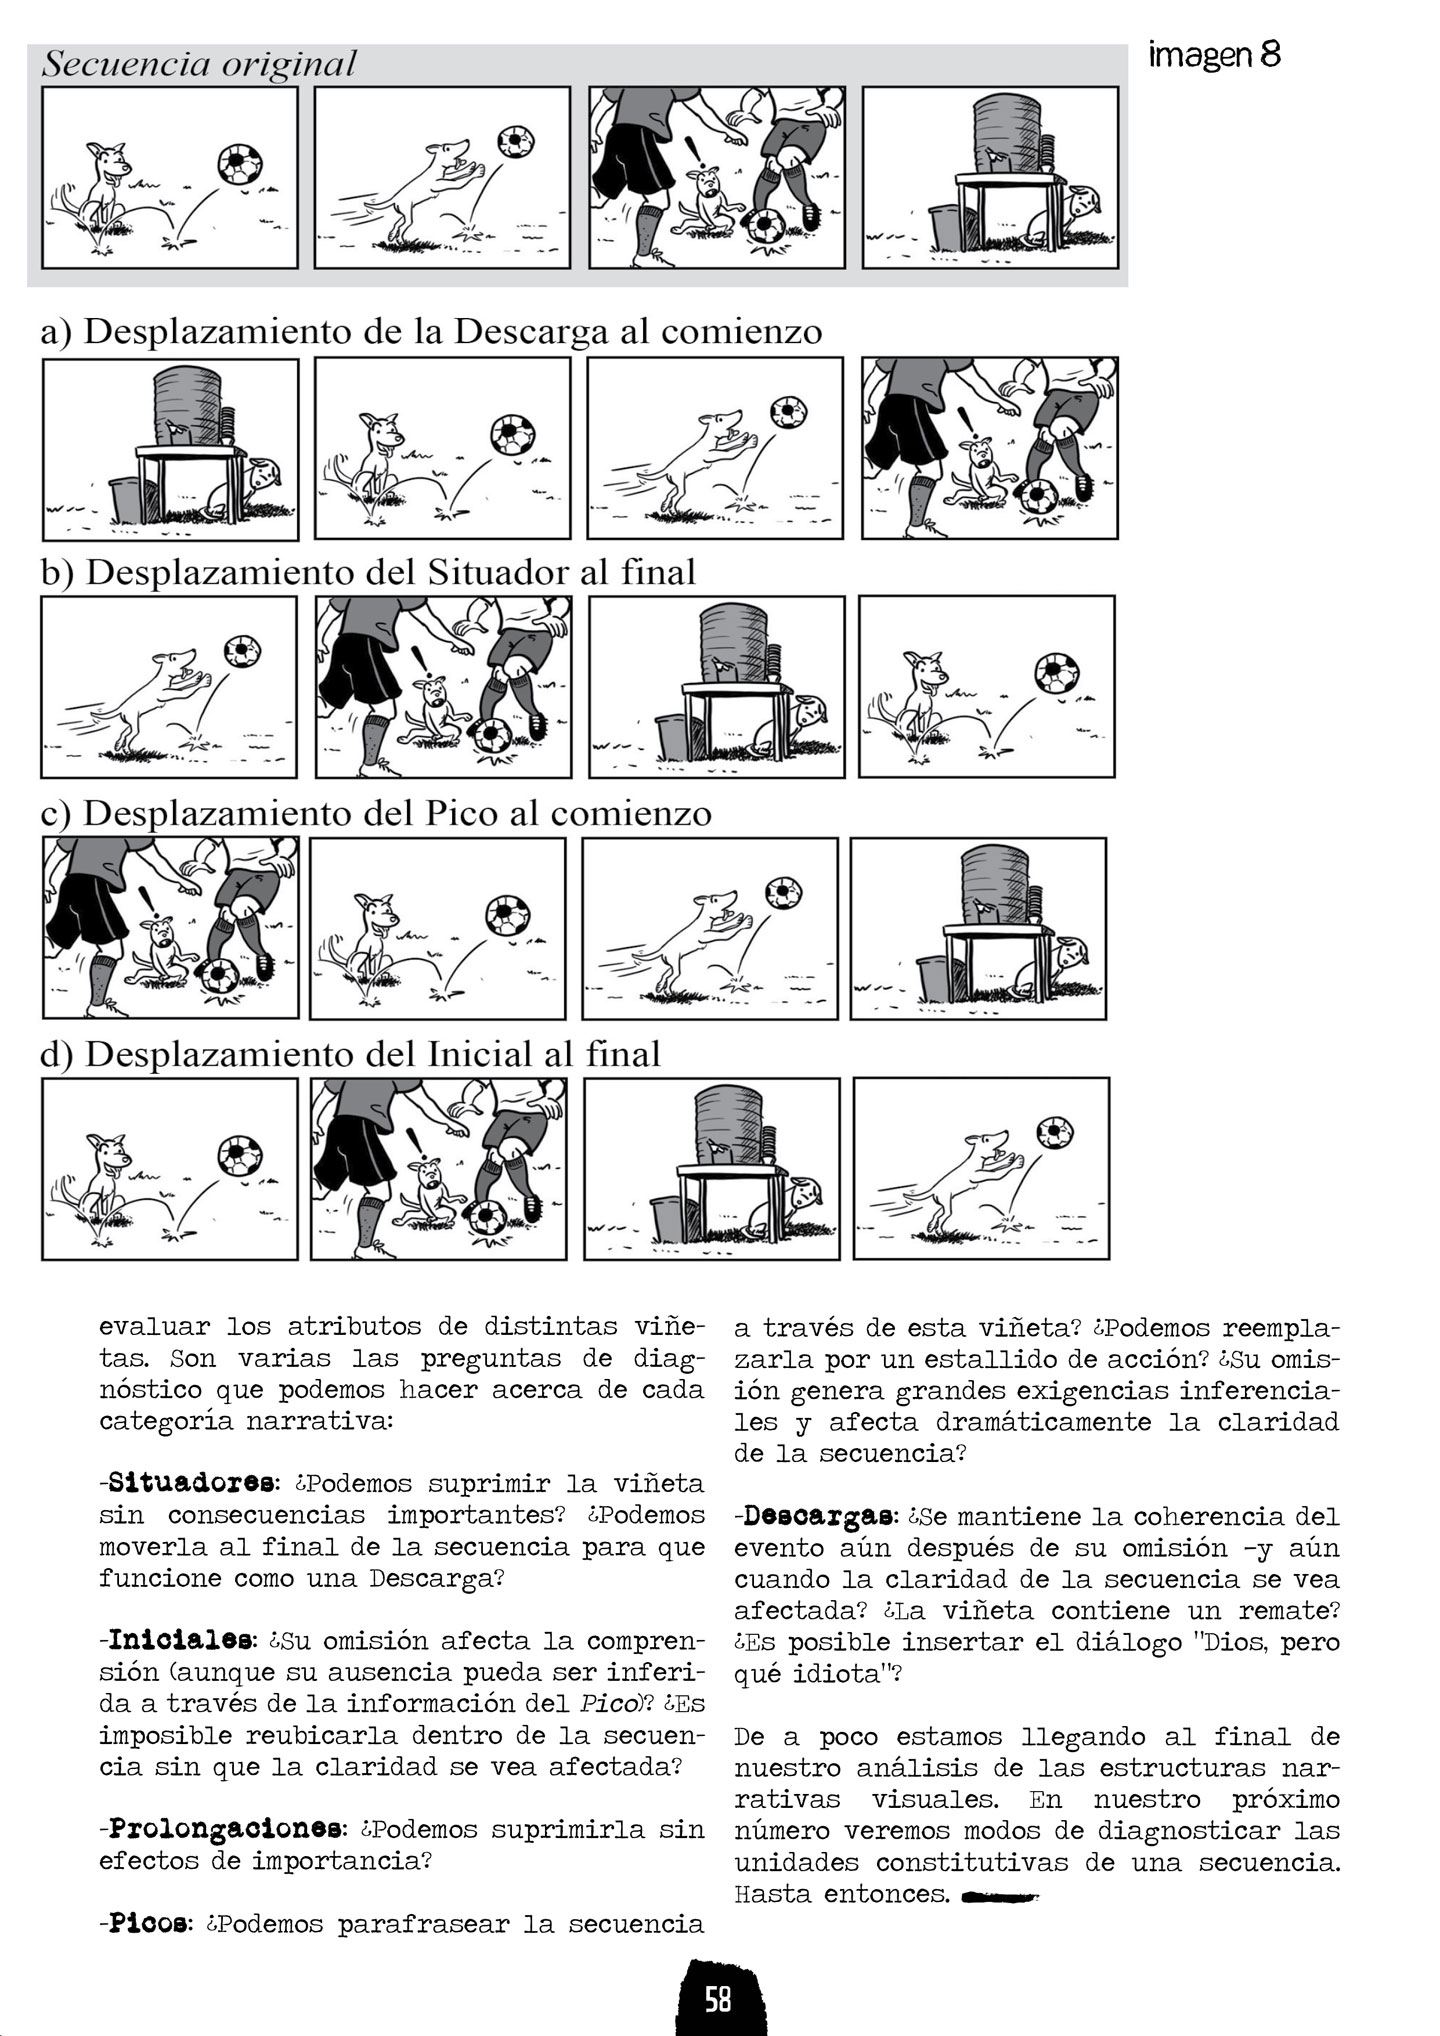 Secuencia original
imagen 8
a) Desplazamiento de la Descarga al comienzo
b) Desplazamiento del Situador al final
c) Desplazamiento del Pico al comienzo
d) Desplazamiento del Inicial al final
evaluar los atributos de distintas viñe-
tas. Son varias las preguntas de diag-
nóstico que podemos hacer acerca de cada
categoría narrativa:
-Situadores: ¿Podemos suprimir la viñeta
sin consecuencias importantes? ¿Podemos
moverla al final de la secuencia para que
funcione como una Descarga?
-Iniciales: ¿Su omisión afecta la compren-
sión (aunque su ausencia pueda ser inferi-
da a través de la información del Pico)? ¿Es
imposible reubicarla dentro de la secuen-
cia sin que la claridad se vea afectada?
-Prolongaciones: ¿Podemos suprimirla sin
efectos de importancia?
-Picos: ¿Podemos parafrasear la secuencia
a través de esta viñeta? ¿Podemos reempla-
zarla por un estallido de acción? ¿Su omis-
ión genera grandes exigencias inferencia-
les y afecta dramáticamente la claridad
de la secuencia?
-Descargas: ¿Se mantiene la coherencia del
evento aún después de su omisión -y aún
cuando la claridad de la secuencia se vea
afectada? ¿La viñeta contiene un remate?
¿Es posible insertar el diálogo "Dios, pero
qué idiota"?
De a poco estamos llegando al final de
nuestro análisis de las estructuras nar-
rativas visuales. En nuestro próximo
número veremos modos de diagnosticar las
unidades constitutivas de una secuencia.
Hasta entonces.
58